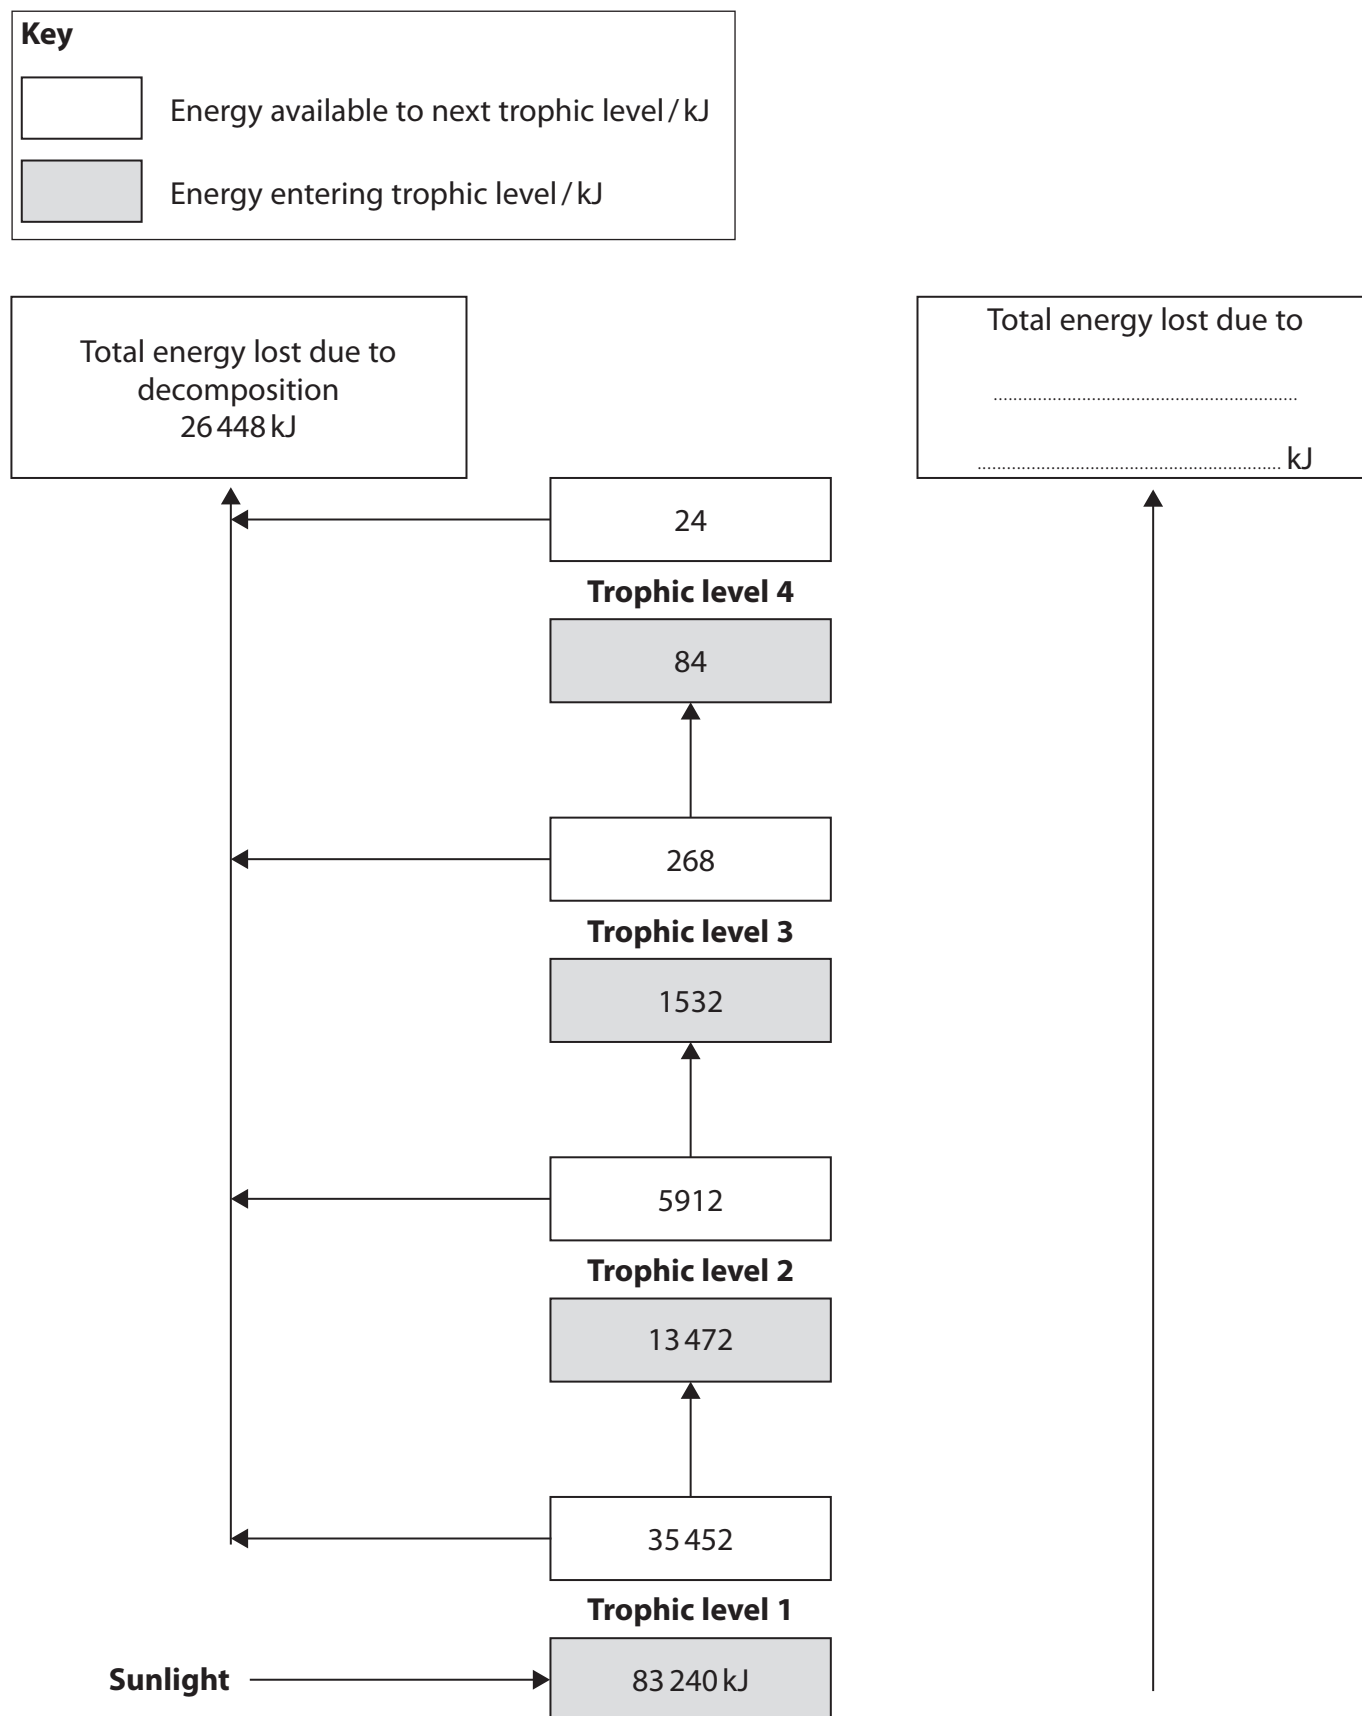 Key
Energy available to next trophic level / kJ
Energy entering trophic level / kJ
Total energy lost due to
decomposition
26 448 kJ
Total energy lost due to
........................................................
........................................................ kJ
24
Trophic level 4
84
268
Trophic level 3
1532
5912
Trophic level 2
13 472
35 452
Trophic level 1
Sunlight
83 240 kJ